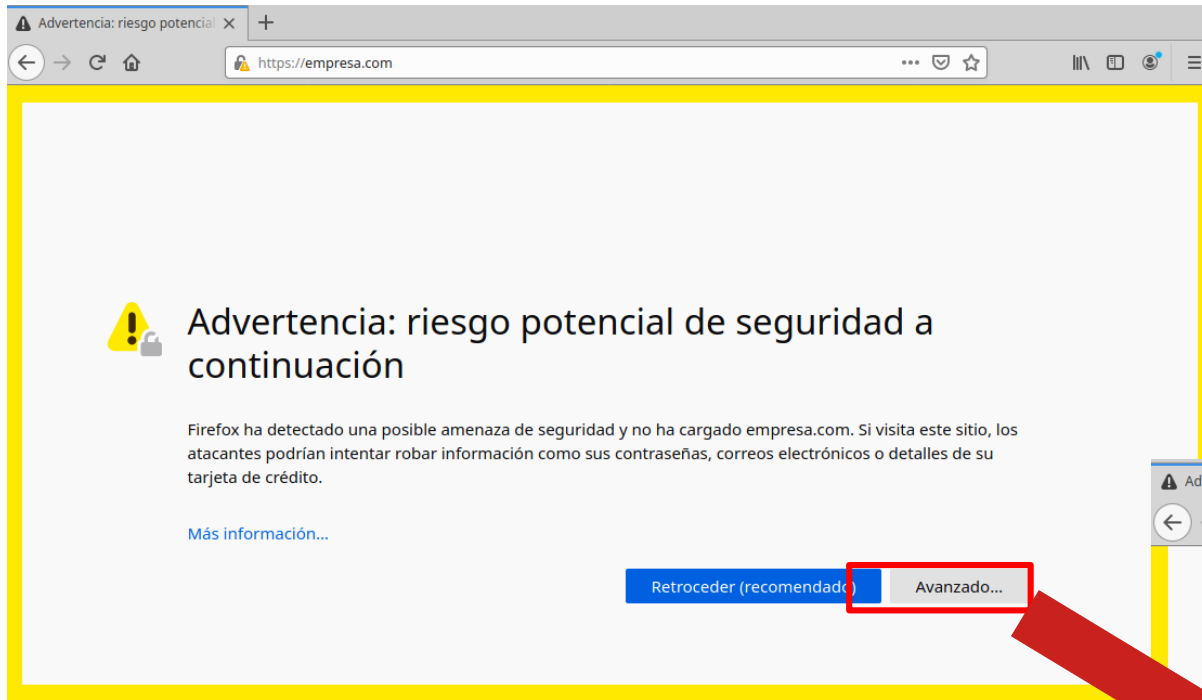 Advertencia: riesgo potencial
https://empresa.com
Advertencia: riesgo potencial de seguridad a
continuación
Firefox ha detectado una posible amenaza de seguridad y no ha cargado empresa.com. Si visita este sitio, los
atacantes podrían intentar robar información como sus contraseñas, correos electrónicos o detalles de su
tarjeta de crédito.
Ad
Más información...
Retroceder (recomendado)
Avanzado...